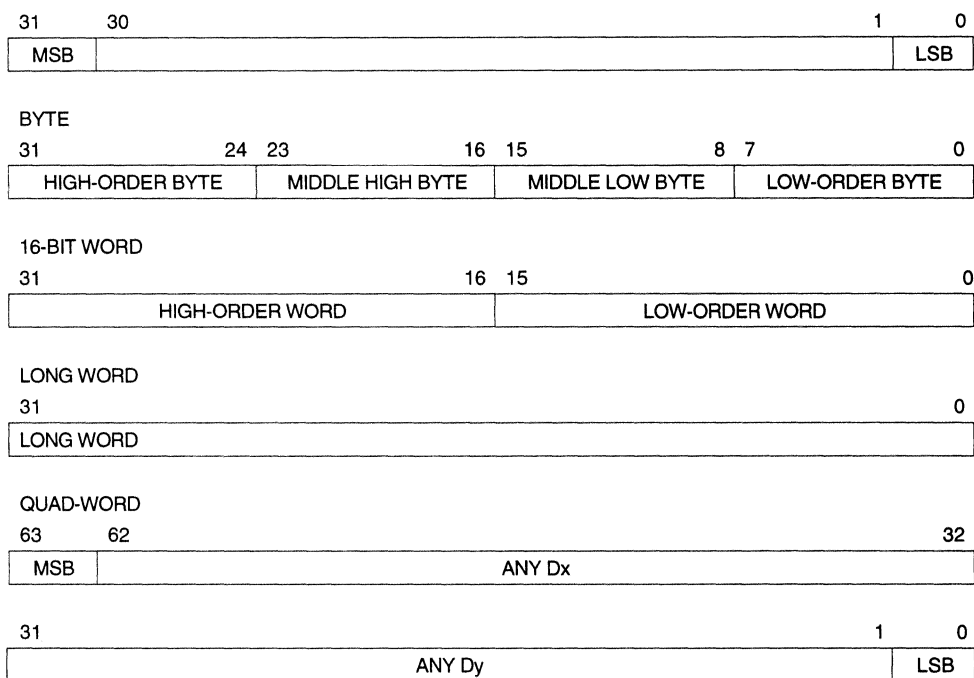 31 30 1 0
MSB LSB
BYTE
31 24 23 16 15 8 7 0
HIGH-ORDER BYTE MIDDLE HIGH BYTE MIDDLE LOW BYTE LOW-ORDER BYTE
16-BIT WORD
31 16 15 0
HIGH-ORDER WORD LOW-ORDER WORD
LONG WORD
31 0
LONG WORD
QUAD-WORD
63 62 32
MSB ANY Dx
31 1 0
ANY Dy LSB